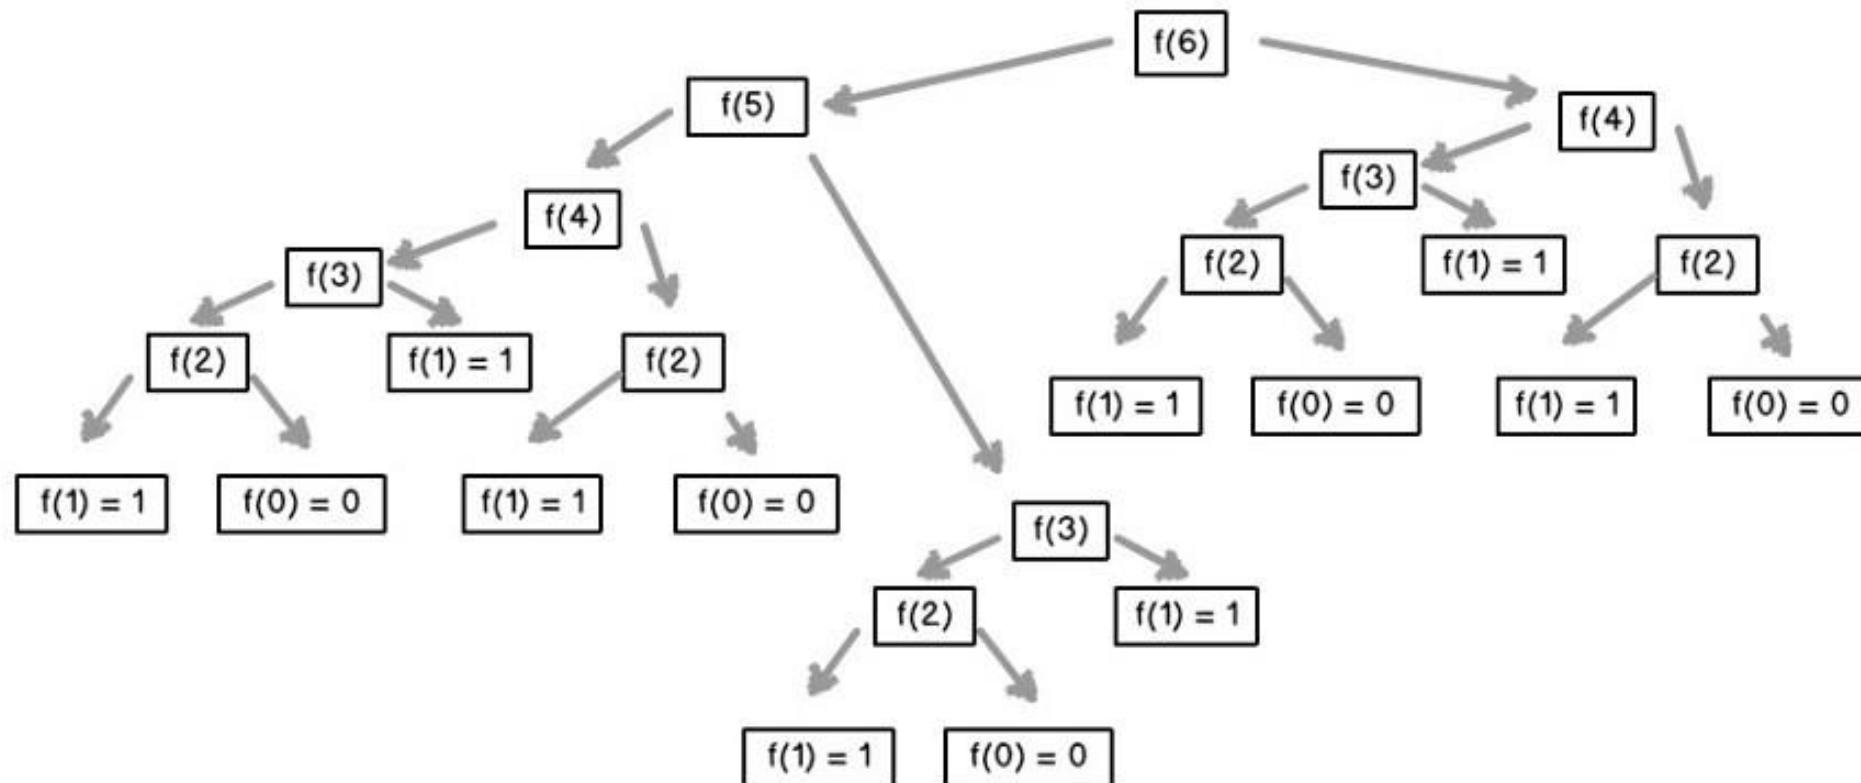 f(6)
f(5)
f(4)
f(3)
f(4)
f(2)
f(1) = 1
f(2)
f(3)
f(2)
f(1) = 1
f(2)
f(1) = 1
f(0) = 0
f(1) = 1
f(0) = 0
f(1) = 1
f(0) = 0
f(1) = 1
f(0) = 0
f(3)
f(2)
f(1) = 1
f(1) = 1
f(0) = 0